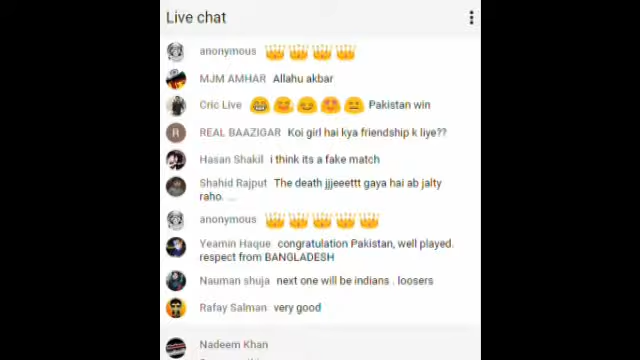 Live chat
anonymous 👑👑👑👑
MJM AMHAR Allahu akbar
Cric Live 😂😋😊😍😑 Pakistan win
R REAL BAAZIGAR Koi girl hai kya friendship k liye??
Hasan Shakil i think its a fake match
Shahid Rajput The death jjjeeettt gaya hai ab jalty
raho. ...
anonymous 👑👑👑👑👑
Yeamin Haque congratulation Pakistan, well played.
respect from BANGLADESH
Nauman shuja next one will be indians . loosers
Rafay Salman very good
Nadeem Khan